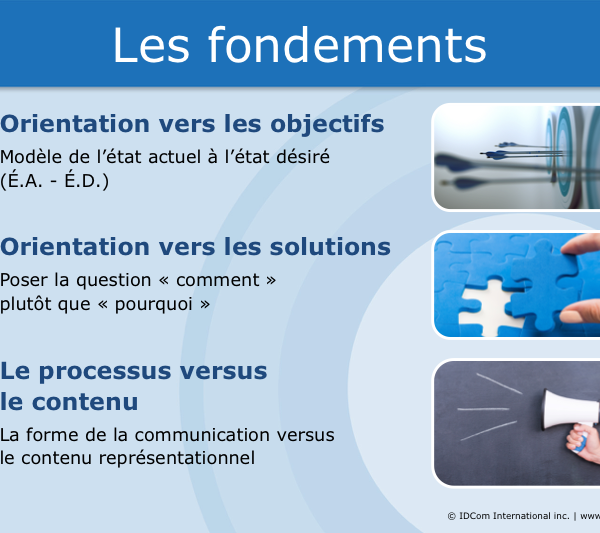 Les fondements
Orientation vers les objectifs
Modèle de l’état actuel à l’état désiré
(É.A. - É.D.)
Orientation vers les solutions
Poser la question « comment »
plutôt que « pourquoi »
Le processus versus
le contenu
La forme de la communication versus
le contenu représentationnel
© IDCom International inc. | www